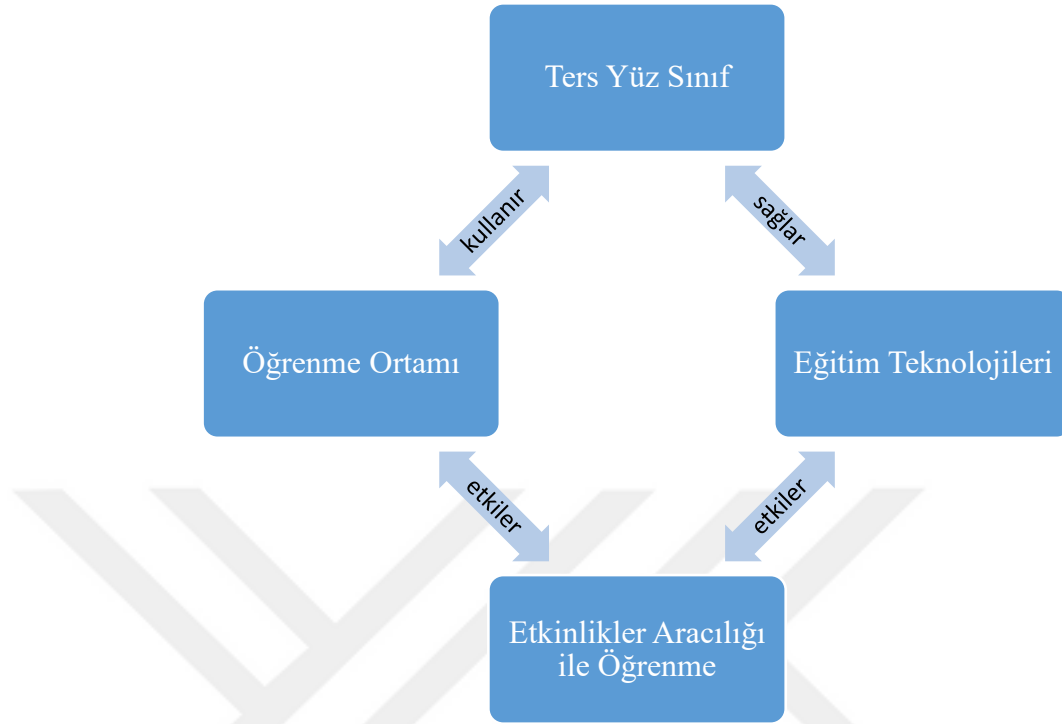 Ters Yüz Sınıf
kullanır
sağlar
Öğrenme Ortamı
Eğitim Teknolojileri
etkiler
etkiler
Etkinlikler Aracılığı
ile Öğrenme